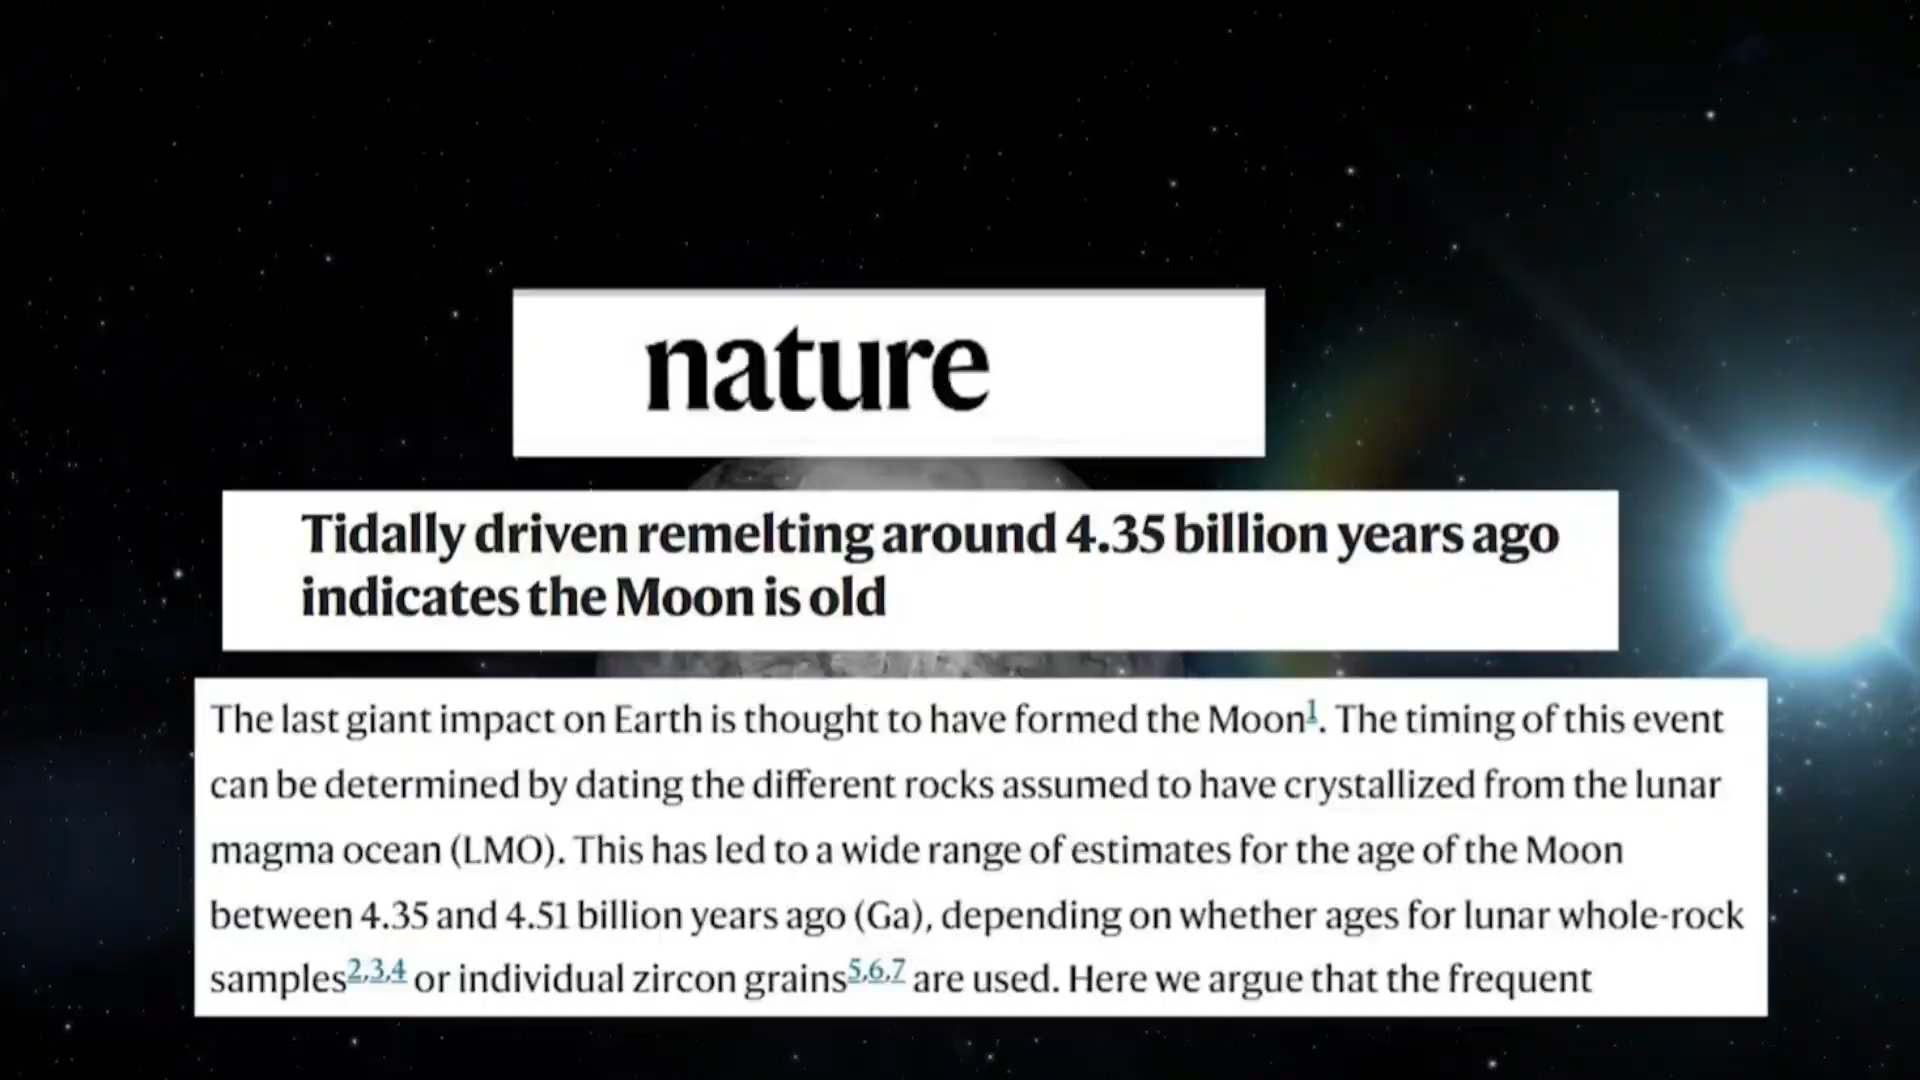 nature
Tidally driven remelting around 4.35 billion years ago
indicates the Moon is old
The last giant impact on Earth is thought to have formed the Moon1. The timing of this event
can be determined by dating the different rocks assumed to have crystallized from the lunar
magma ocean (LMO). This has led to a wide range of estimates for the age of the Moon
between 4.35 and 4.51 billion years ago (Ga), depending on whether ages for lunar whole-rock
samples2,3,4 or individual zircon grains5,6,7 are used. Here we argue that the frequent